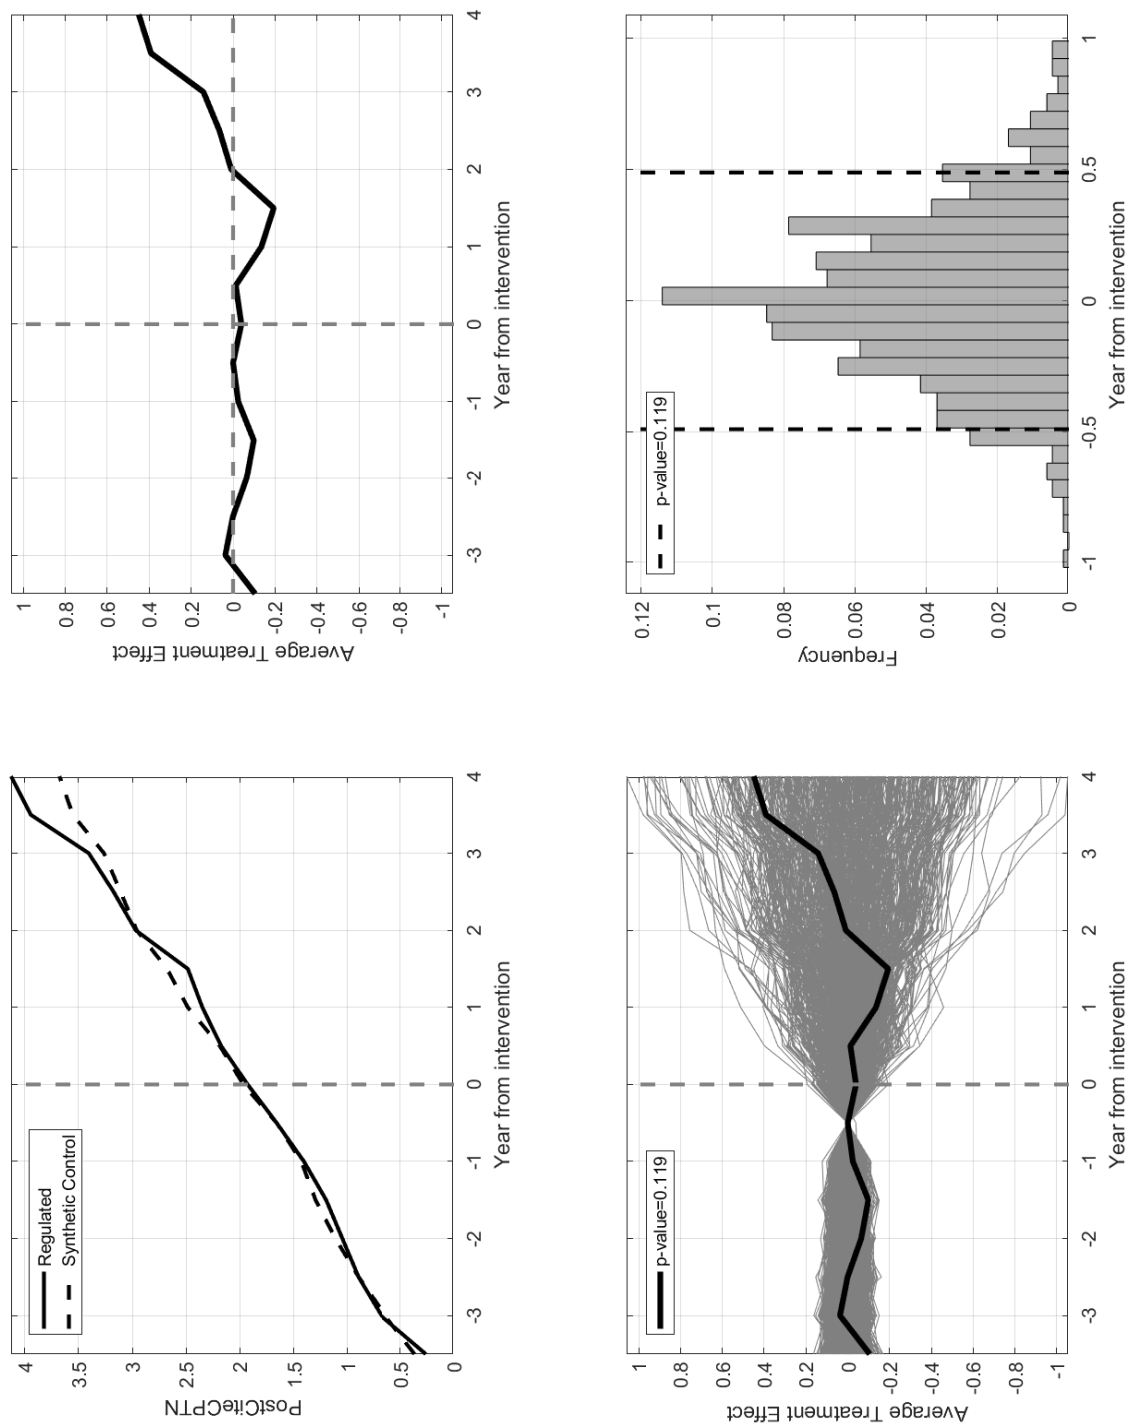 PostCiteCPTN
4
3.5
3
2.5
2
1.5
1
0.5
0
Regulated
Synthetic Control
-3 -2 -1 0 1 2 3 4
Year from intervention
Average Treatment Effect
1
0.8
0.6
0.4
0.2
0
-0.2
-0.4
-0.6
-0.8
-1
-3 -2 -1 0 1 2 3 4
Year from intervention
Average Treatment Effect
1
0.8
0.6
0.4
0.2
0
-0.2
-0.4
-0.6
-0.8
-1
p-value=0.119
-3 -2 -1 0 1 2 3 4
Year from intervention
Frequency
0.12
0.1
0.08
0.06
0.04
0.02
0
p-value=0.119
-1 -0.5 0 0.5 1
Year from intervention